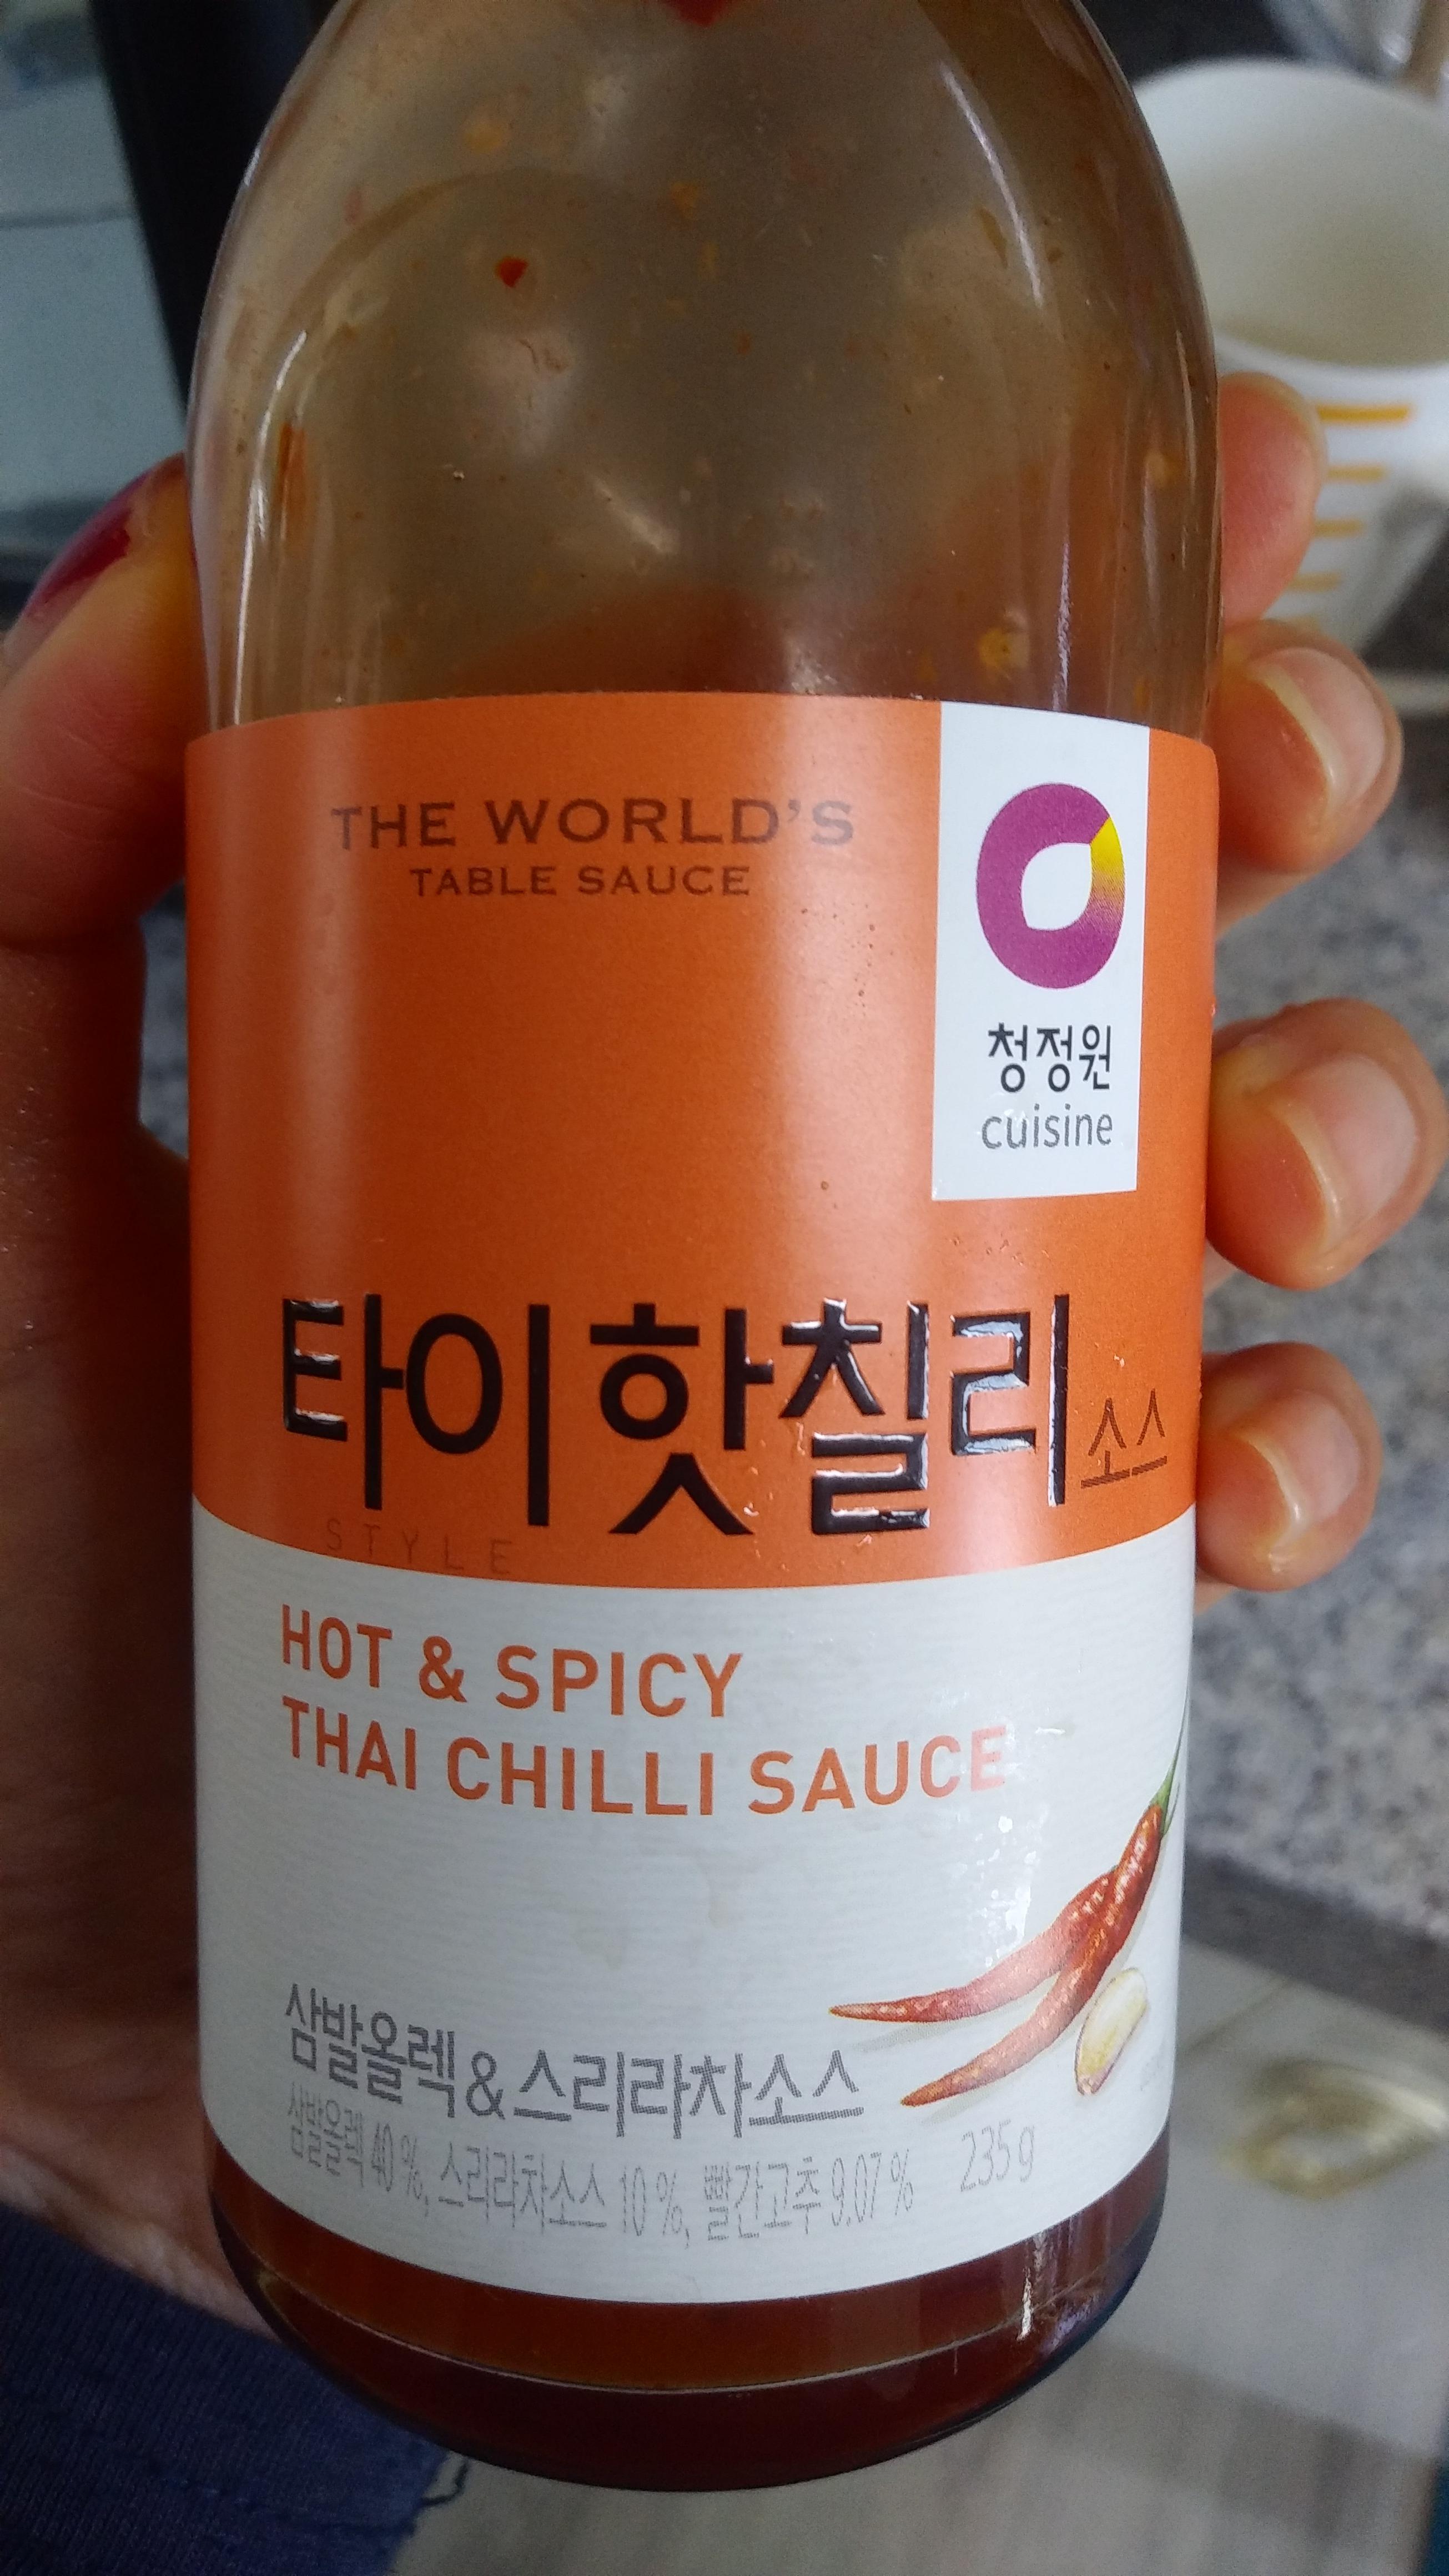 THE WORLD'S
TABLE SAUCE
청정원
cuisine
타이핫칠리소스
STYLE
HOT & SPICY
THAI CHILLI SAUCE
삼발올렉&스리라차소스
삼발올렉 40 %, 스리라차소스 10 %, 빨간고추 9.07 % 235 g